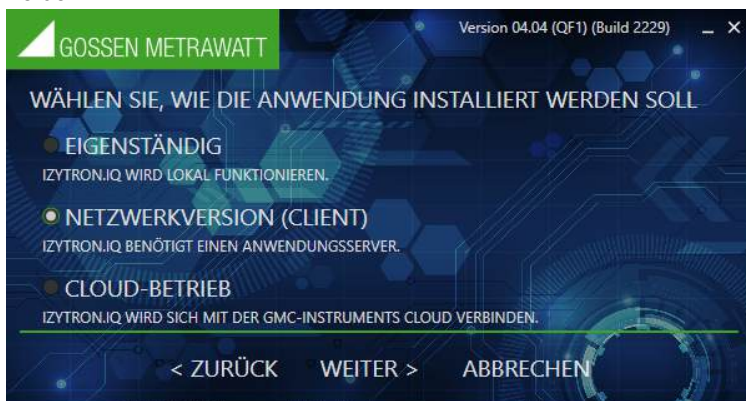 GOSSEN METRAWATT
Version 04.04 (QF1) (Build 2229)
WÄHLEN SIE, WIE DIE ANWENDUNG INSTALLIERT WERDEN SOLL
EIGENSTÄNDIG
IZYTRON.IQ WIRD LOKAL FUNKTIONIEREN.
NETZWERKVERSION (CLIENT)
IZYTRON.IQ BENÖTIGT EINEN ANWENDUNGSSERVER.
CLOUD-BETRIEB
IZYTRON.IQ WIRD SICH MIT DER GMC-INSTRUMENTS CLOUD VERBINDEN.
< ZURÜCK WEITER > ABBRECHEN